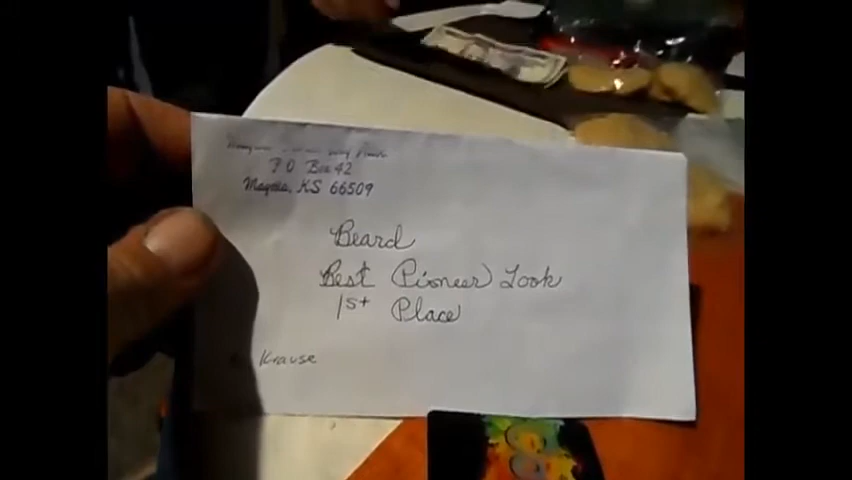 P O Box 42
Mayetta, KS 66509
Beard
Best Pioneer Look
1st Place
Krause